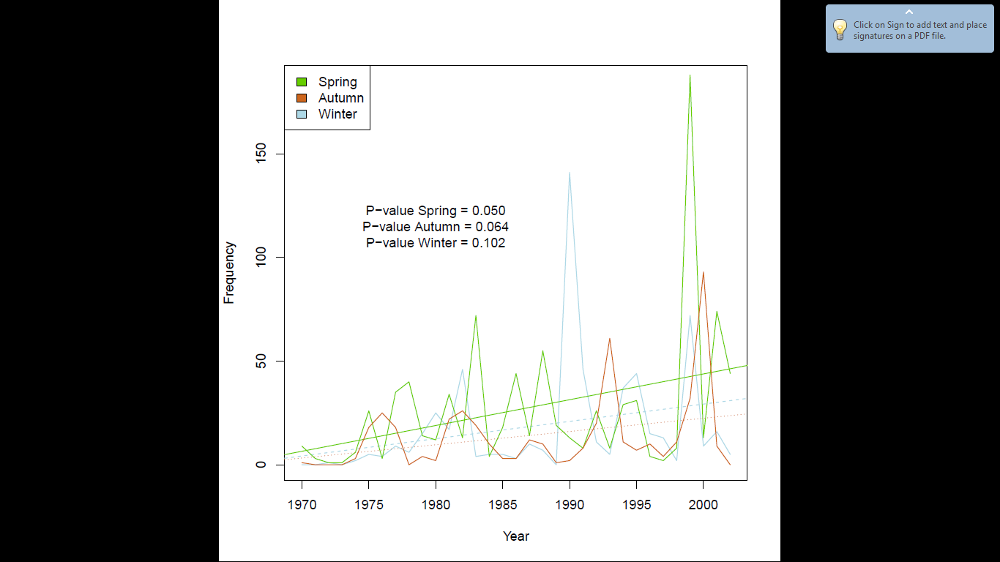 Click on Sign to add text and place
signatures on a PDF file.
Spring
Autumn
Winter
P−value Spring = 0.050
P−value Autumn = 0.064
P−value Winter = 0.102
Frequency
150
100
50
0
1970 1975 1980 1985 1990 1995 2000
Year